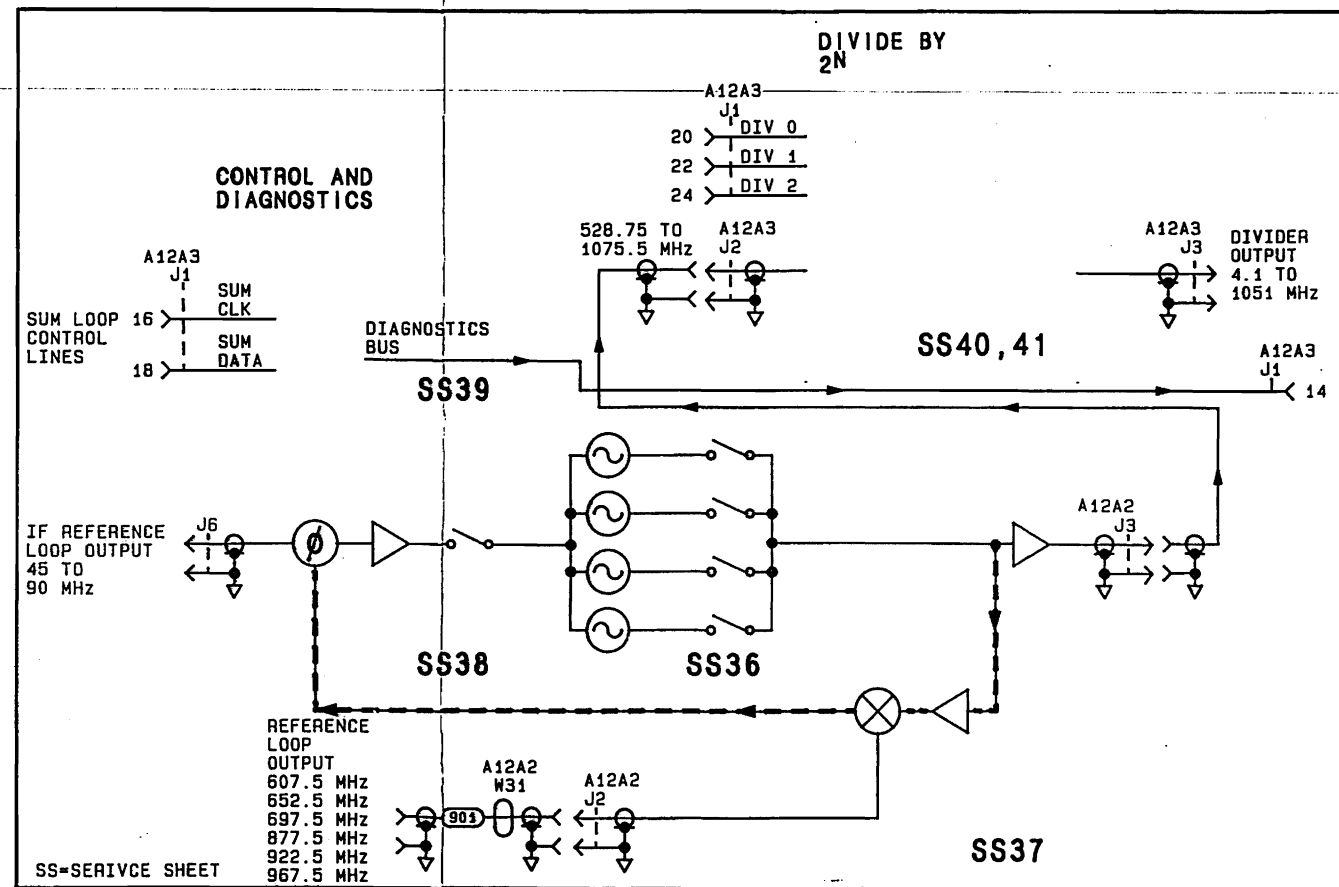 DIVIDE BY
2N
A12A3
J1
20 DIV 0
22 DIV 1
24 DIV 2
CONTROL AND
DIAGNOSTICS
528.75 TO
1075.5 MHz
A12A3
J2
A12A3
J3
DIVIDER
OUTPUT
4.1 TO
1051 MHz
A12A3
J1
SUM LOOP
CONTROL
LINES
16
SUM
CLK
18
SUM
DATA
DIAGNOSTICS
BUS
SS39
SS40,41
A12A3
J1
14
IF REFERENCE
LOOP OUTPUT
45 TO
90 MHz
J6
Ø
A12A2
J3
SS38
SS36
REFERENCE
LOOP
OUTPUT
607.5 MHz
652.5 MHz
697.5 MHz
877.5 MHz
922.5 MHz
967.5 MHz
A12A2
W31
A12A2
J2
SS37
SS=SERIVCE SHEET